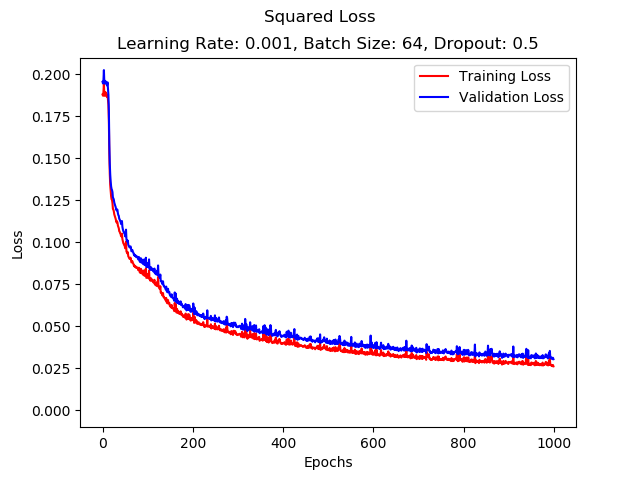 Squared Loss
Learning Rate: 0.001, Batch Size: 64, Dropout: 0.5
Training Loss
Validation Loss
Loss
0.200
0.175
0.150
0.125
0.100
0.075
0.050
0.025
0.000
0 200 400 600 800 1000
Epochs